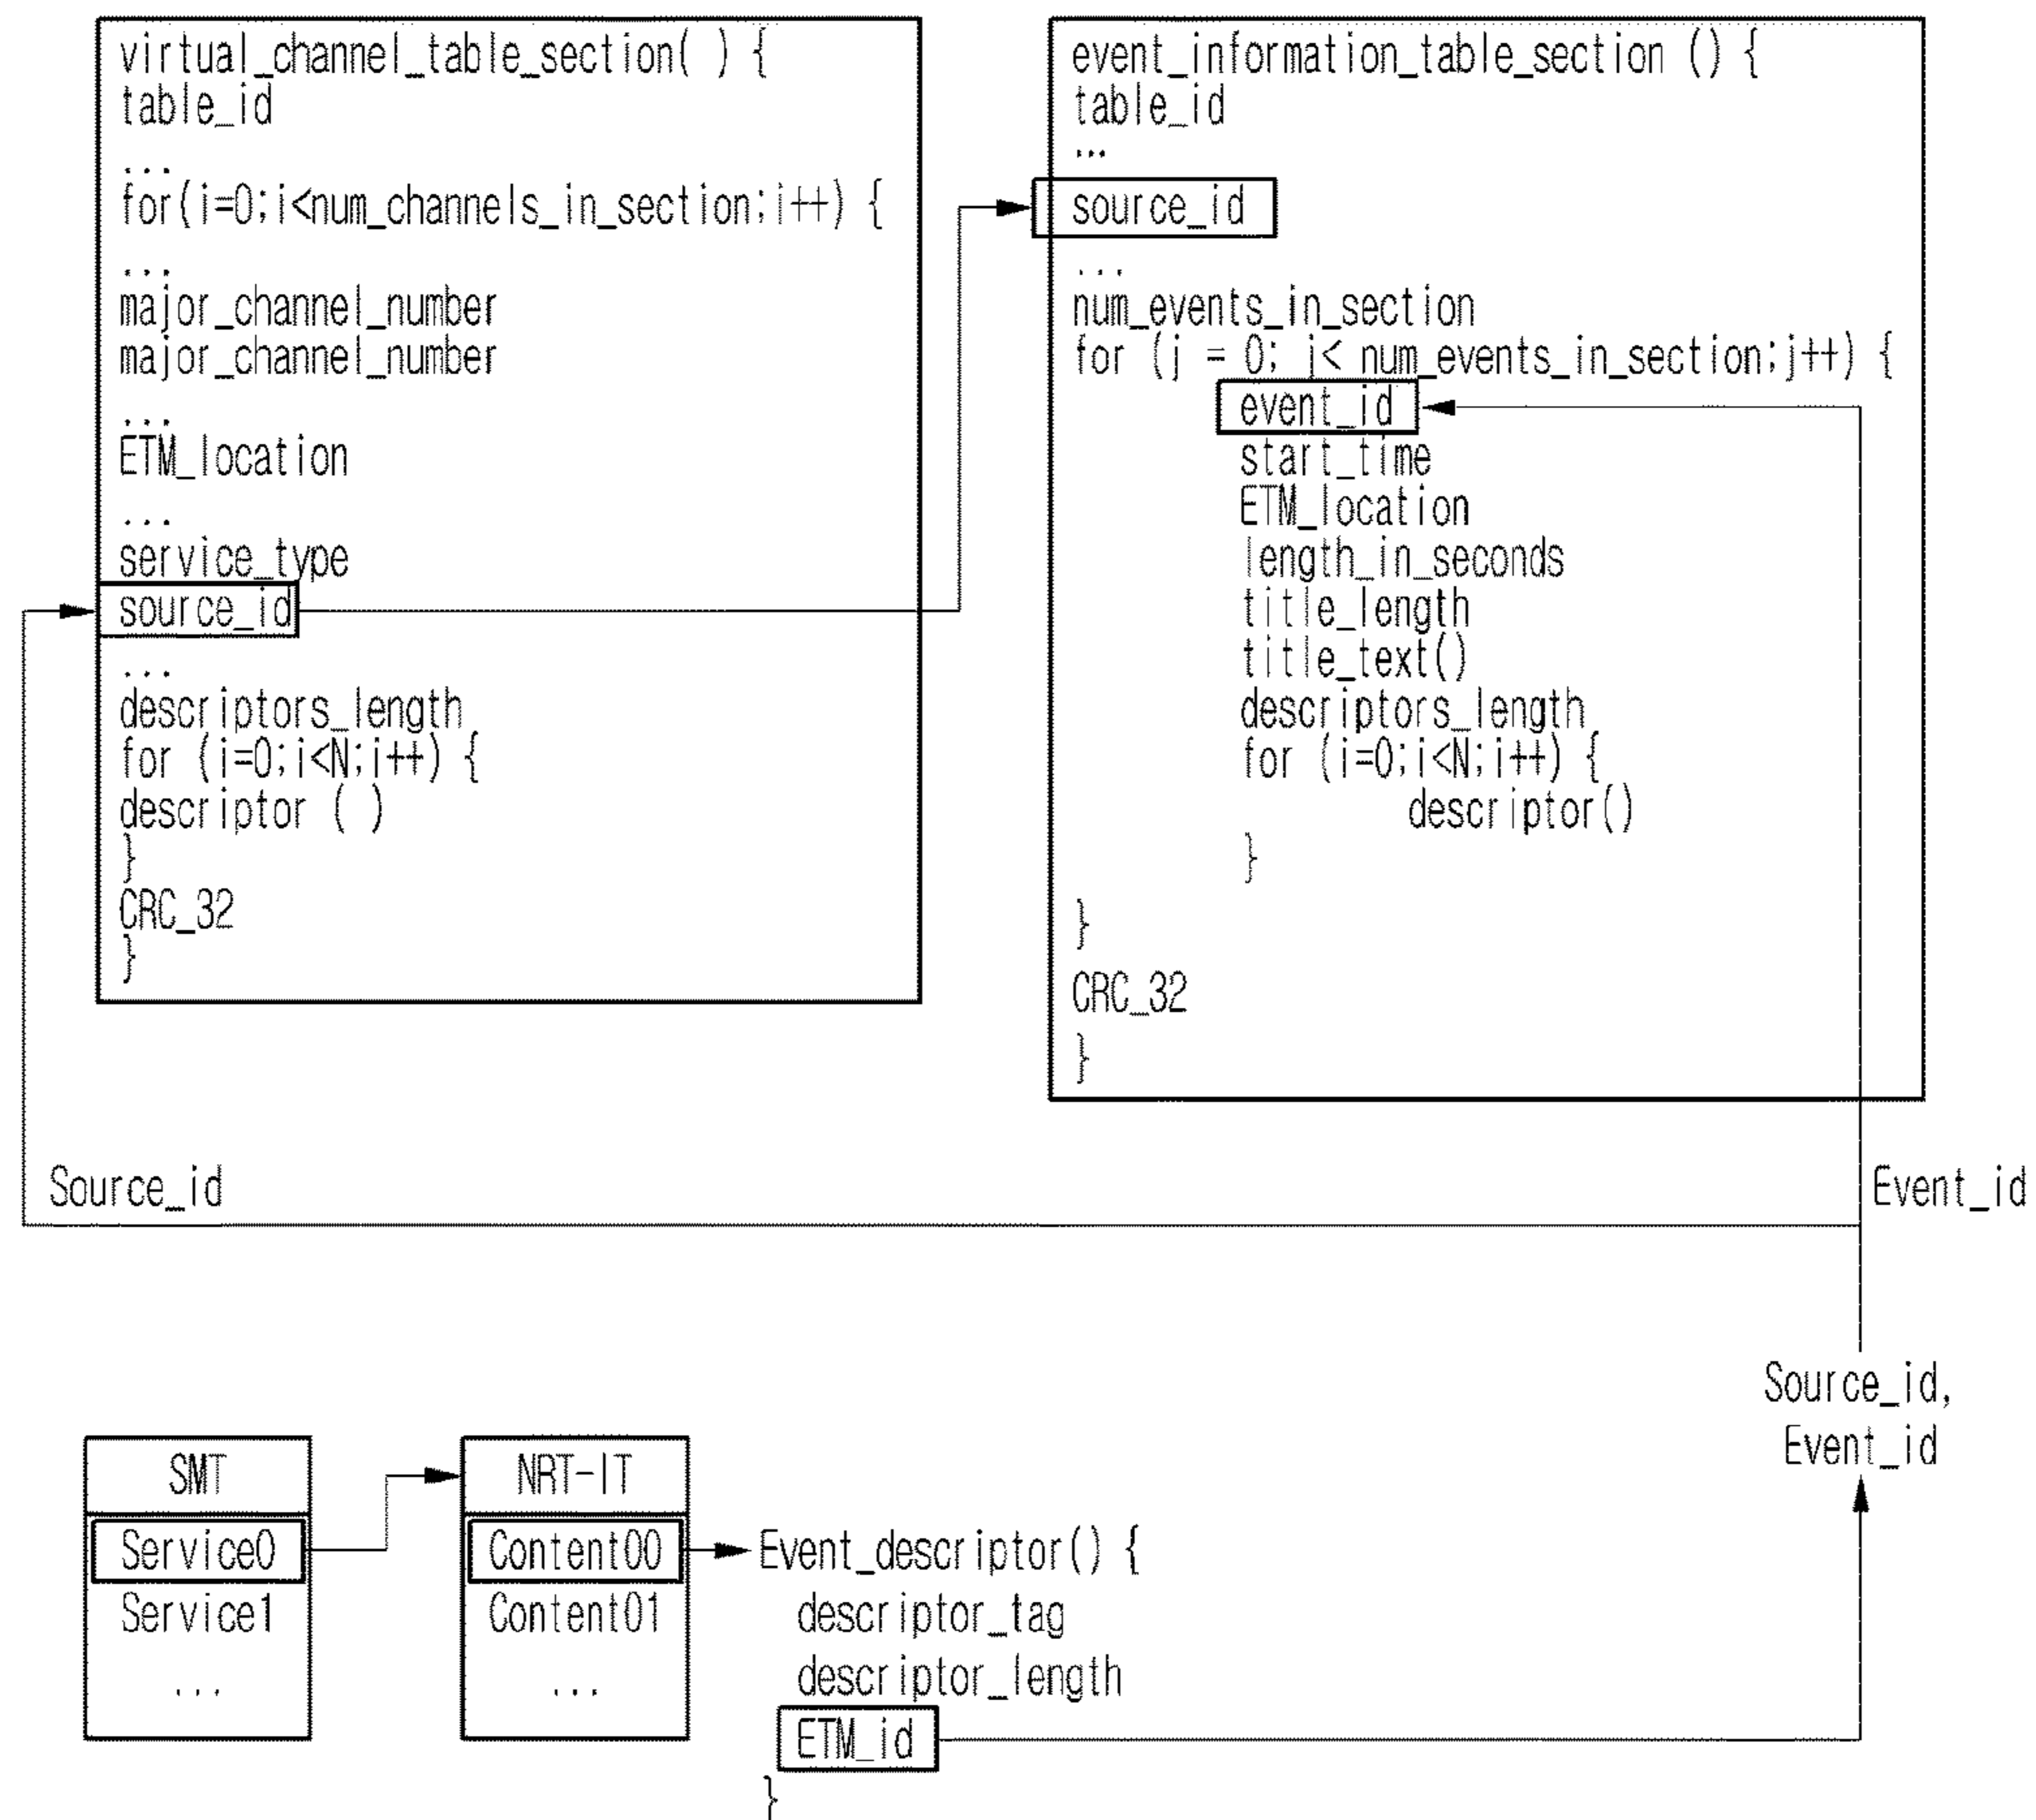 virtual_channel_table_section( ) {
table_id
...
for(i=0;i<num_channels_in_section;i++) {
...
major_channel_number
major_channel_number
...
ETM_location
...
service_type
source_id
...
descriptors_length
for (i=0;i<N;i++) {
descriptor ( )
}
CRC_32
}
event_information_table_section () {
table_id
...
source_id
...
num_events_in_section
for (j = 0; j< num_events_in_section;j++) {
event_id
start_time
ETM_location
length_in_seconds
title_length
title_text()
descriptors_length
for (i=0;i<N;i++) {
descriptor()
}
}
CRC_32
}
Source_id
Event_id
Source_id,
Event_id
SMT
Service0
Service1
...
NRT-IT
Content00
Content01
...
Event_descriptor() {
descriptor_tag
descriptor_length
ETM_id
}